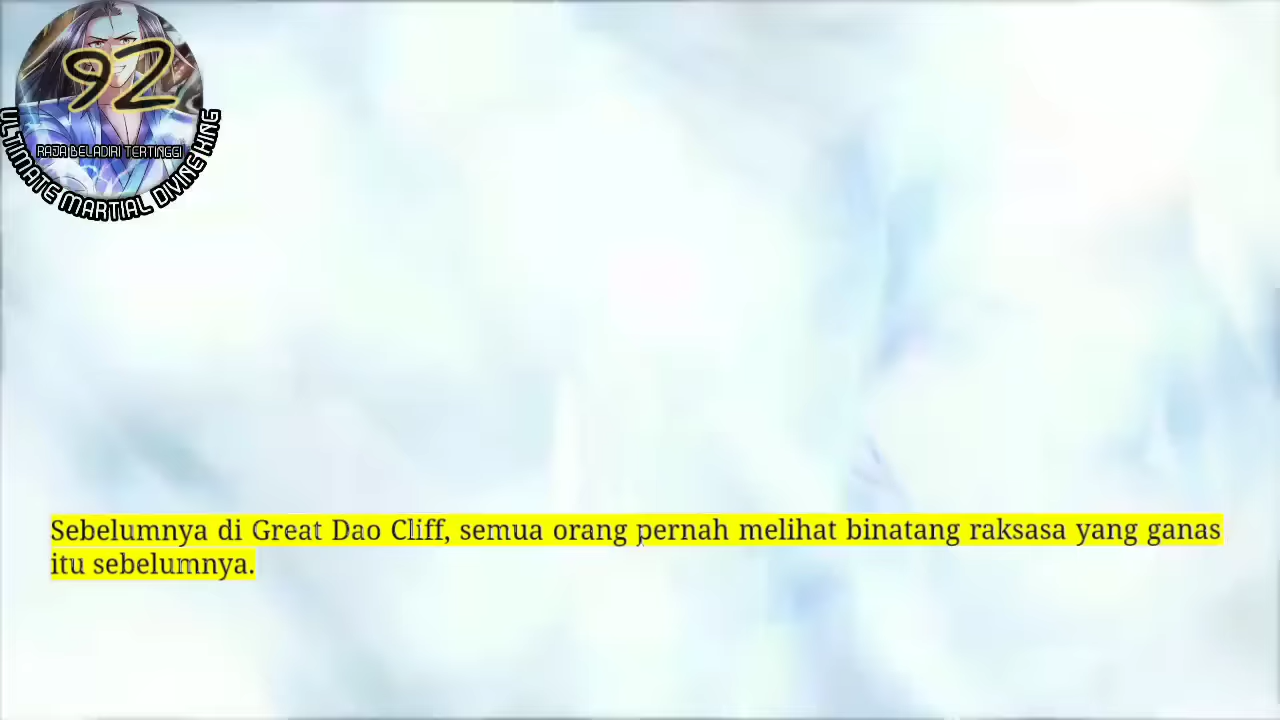 92
RAJA BELADIRI TERTINGGI
ULTIMATE MARTIAL DIVINE KING
Sebelumnya di Great Dao Cliff, semua orang pernah melihat binatang raksasa yang ganas
itu sebelumnya.